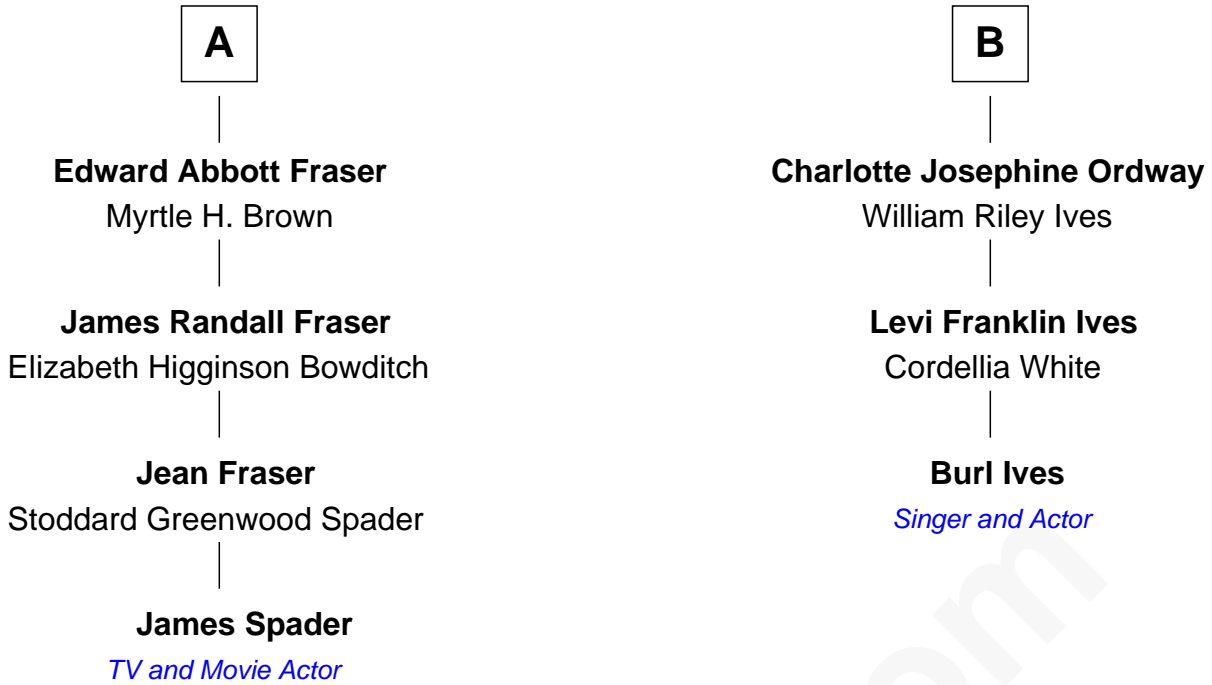 A
Edward Abbott Fraser
Myrtle H. Brown
James Randall Fraser
Elizabeth Higginson Bowditch
Jean Fraser
Stoddard Greenwood Spader
James Spader
TV and Movie Actor
B
Charlotte Josephine Ordway
William Riley Ives
Levi Franklin Ives
Cordellia White
Burl Ives
Singer and Actor
om